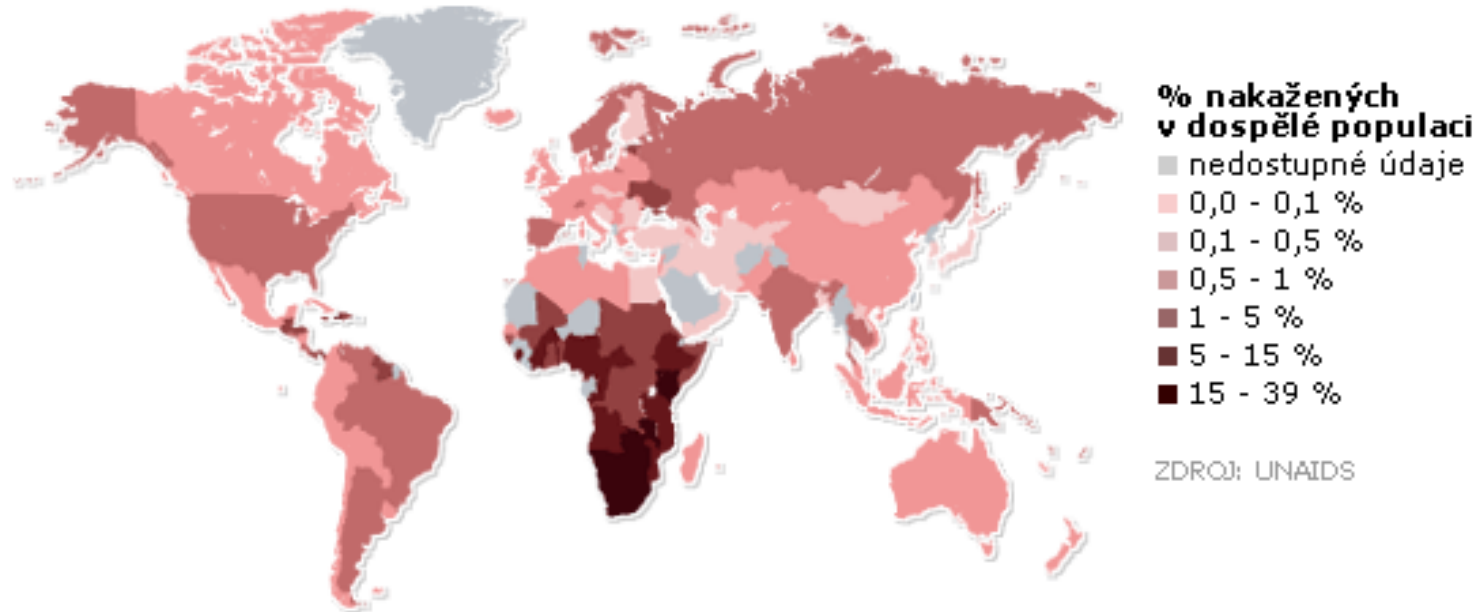 % nakažených
v dospělé populaci
nedostupné údaje
0,0 - 0,1 %
0,1 - 0,5 %
0,5 - 1 %
1 - 5 %
5 - 15 %
15 - 39 %
ZDROJ: UNAIDS